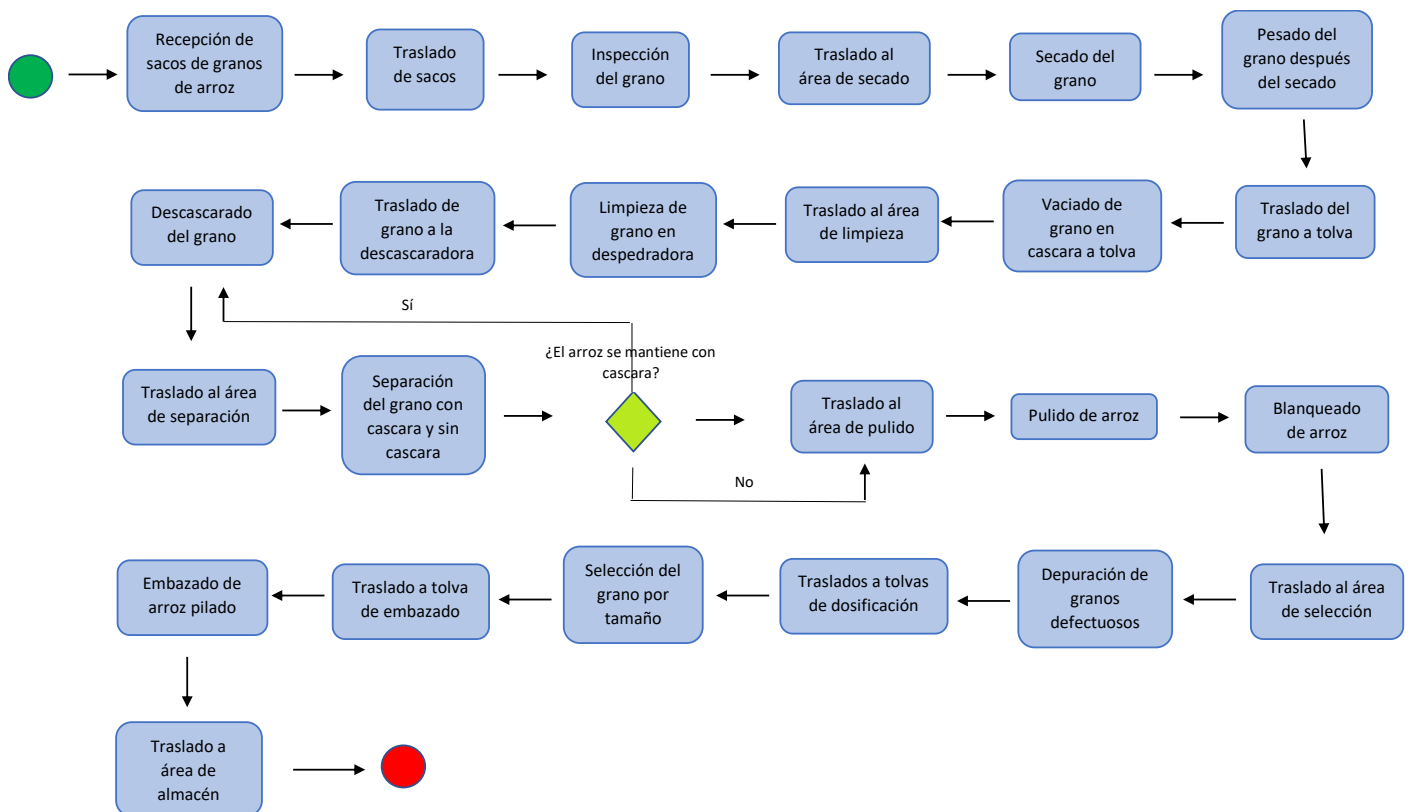 Recepción de
sacos de granos
de arroz
Traslado
de sacos
Inspección
del grano
Traslado al
área de secado
Secado del
grano
Pesado del
grano después
del secado
Traslado del
grano a tolva
Vaciado de
grano en
cascara a tolva
Traslado al área
de limpieza
Limpieza de
grano en
despedradora
Traslado de
grano a la
descascaradora
Descascarado
del grano
Sí
Traslado al área
de separación
Separación
del grano con
cascara y sin
cascara
¿El arroz se mantiene con
cascara?
No
Traslado al
área de pulido
Pulido de arroz
Blanqueado
de arroz
Traslado al área
de selección
Depuración de
granos
defectuosos
Traslados a tolvas
de dosificación
Selección del
grano por
tamaño
Traslado a tolva
de embazado
Embazado de
arroz pilado
Traslado a
área de
almacén